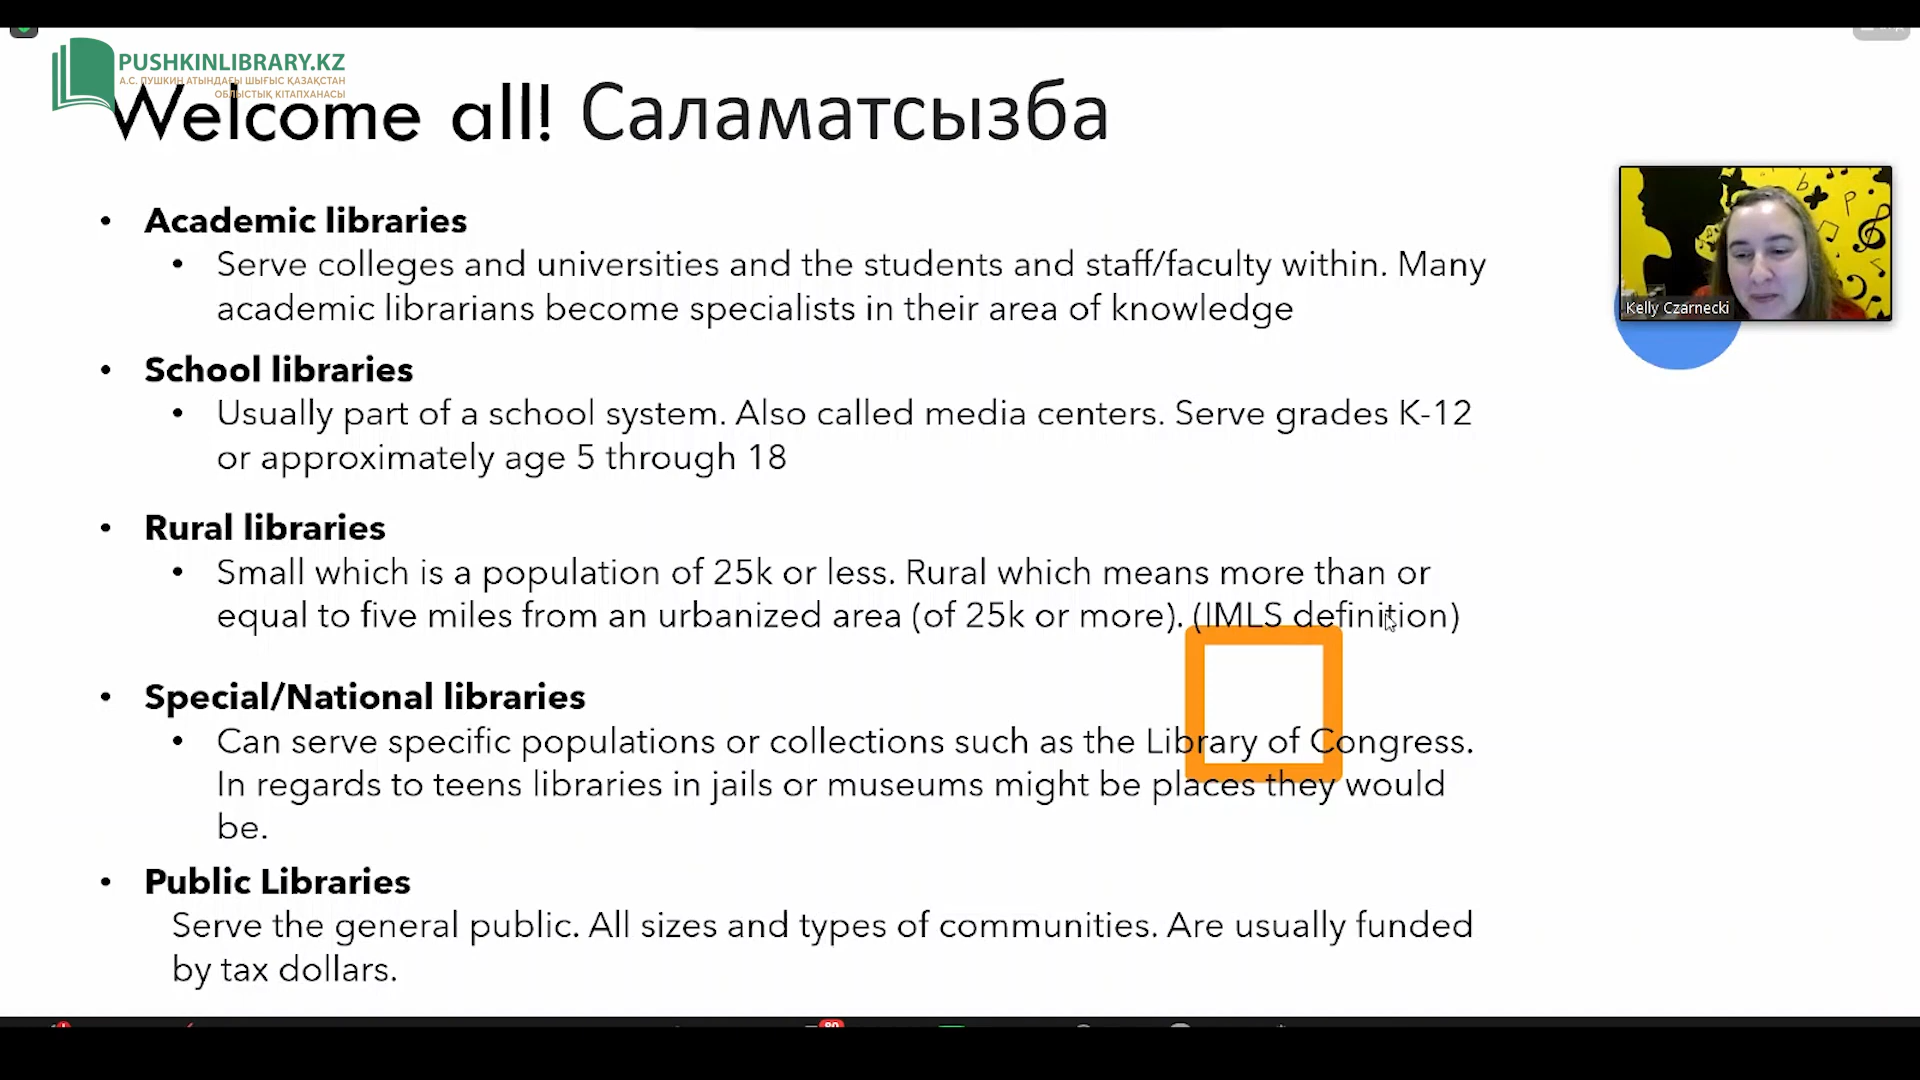 PUSHKINLIBRARY.KZ
А.С. ПУШКИН АТЫНДАҒЫ ШЫҒЫС ҚАЗАҚСТАН
ОБЛЫСТЫҚ КІТАПХАНАСЫ
Welcome all! Саламатсызба
• Academic libraries
• Serve colleges and universities and the students and staff/faculty within. Many
academic librarians become specialists in their area of knowledge
Kelly Czarnecki
• School libraries
• Usually part of a school system. Also called media centers. Serve grades K-12
or approximately age 5 through 18
• Rural libraries
• Small which is a population of 25k or less. Rural which means more than or
equal to five miles from an urbanized area (of 25k or more). (IMLS definition)
• Special/National libraries
• Can serve specific populations or collections such as the Library of Congress.
In regards to teens libraries in jails or museums might be places they would
be.
• Public Libraries
Serve the general public. All sizes and types of communities. Are usually funded
by tax dollars.